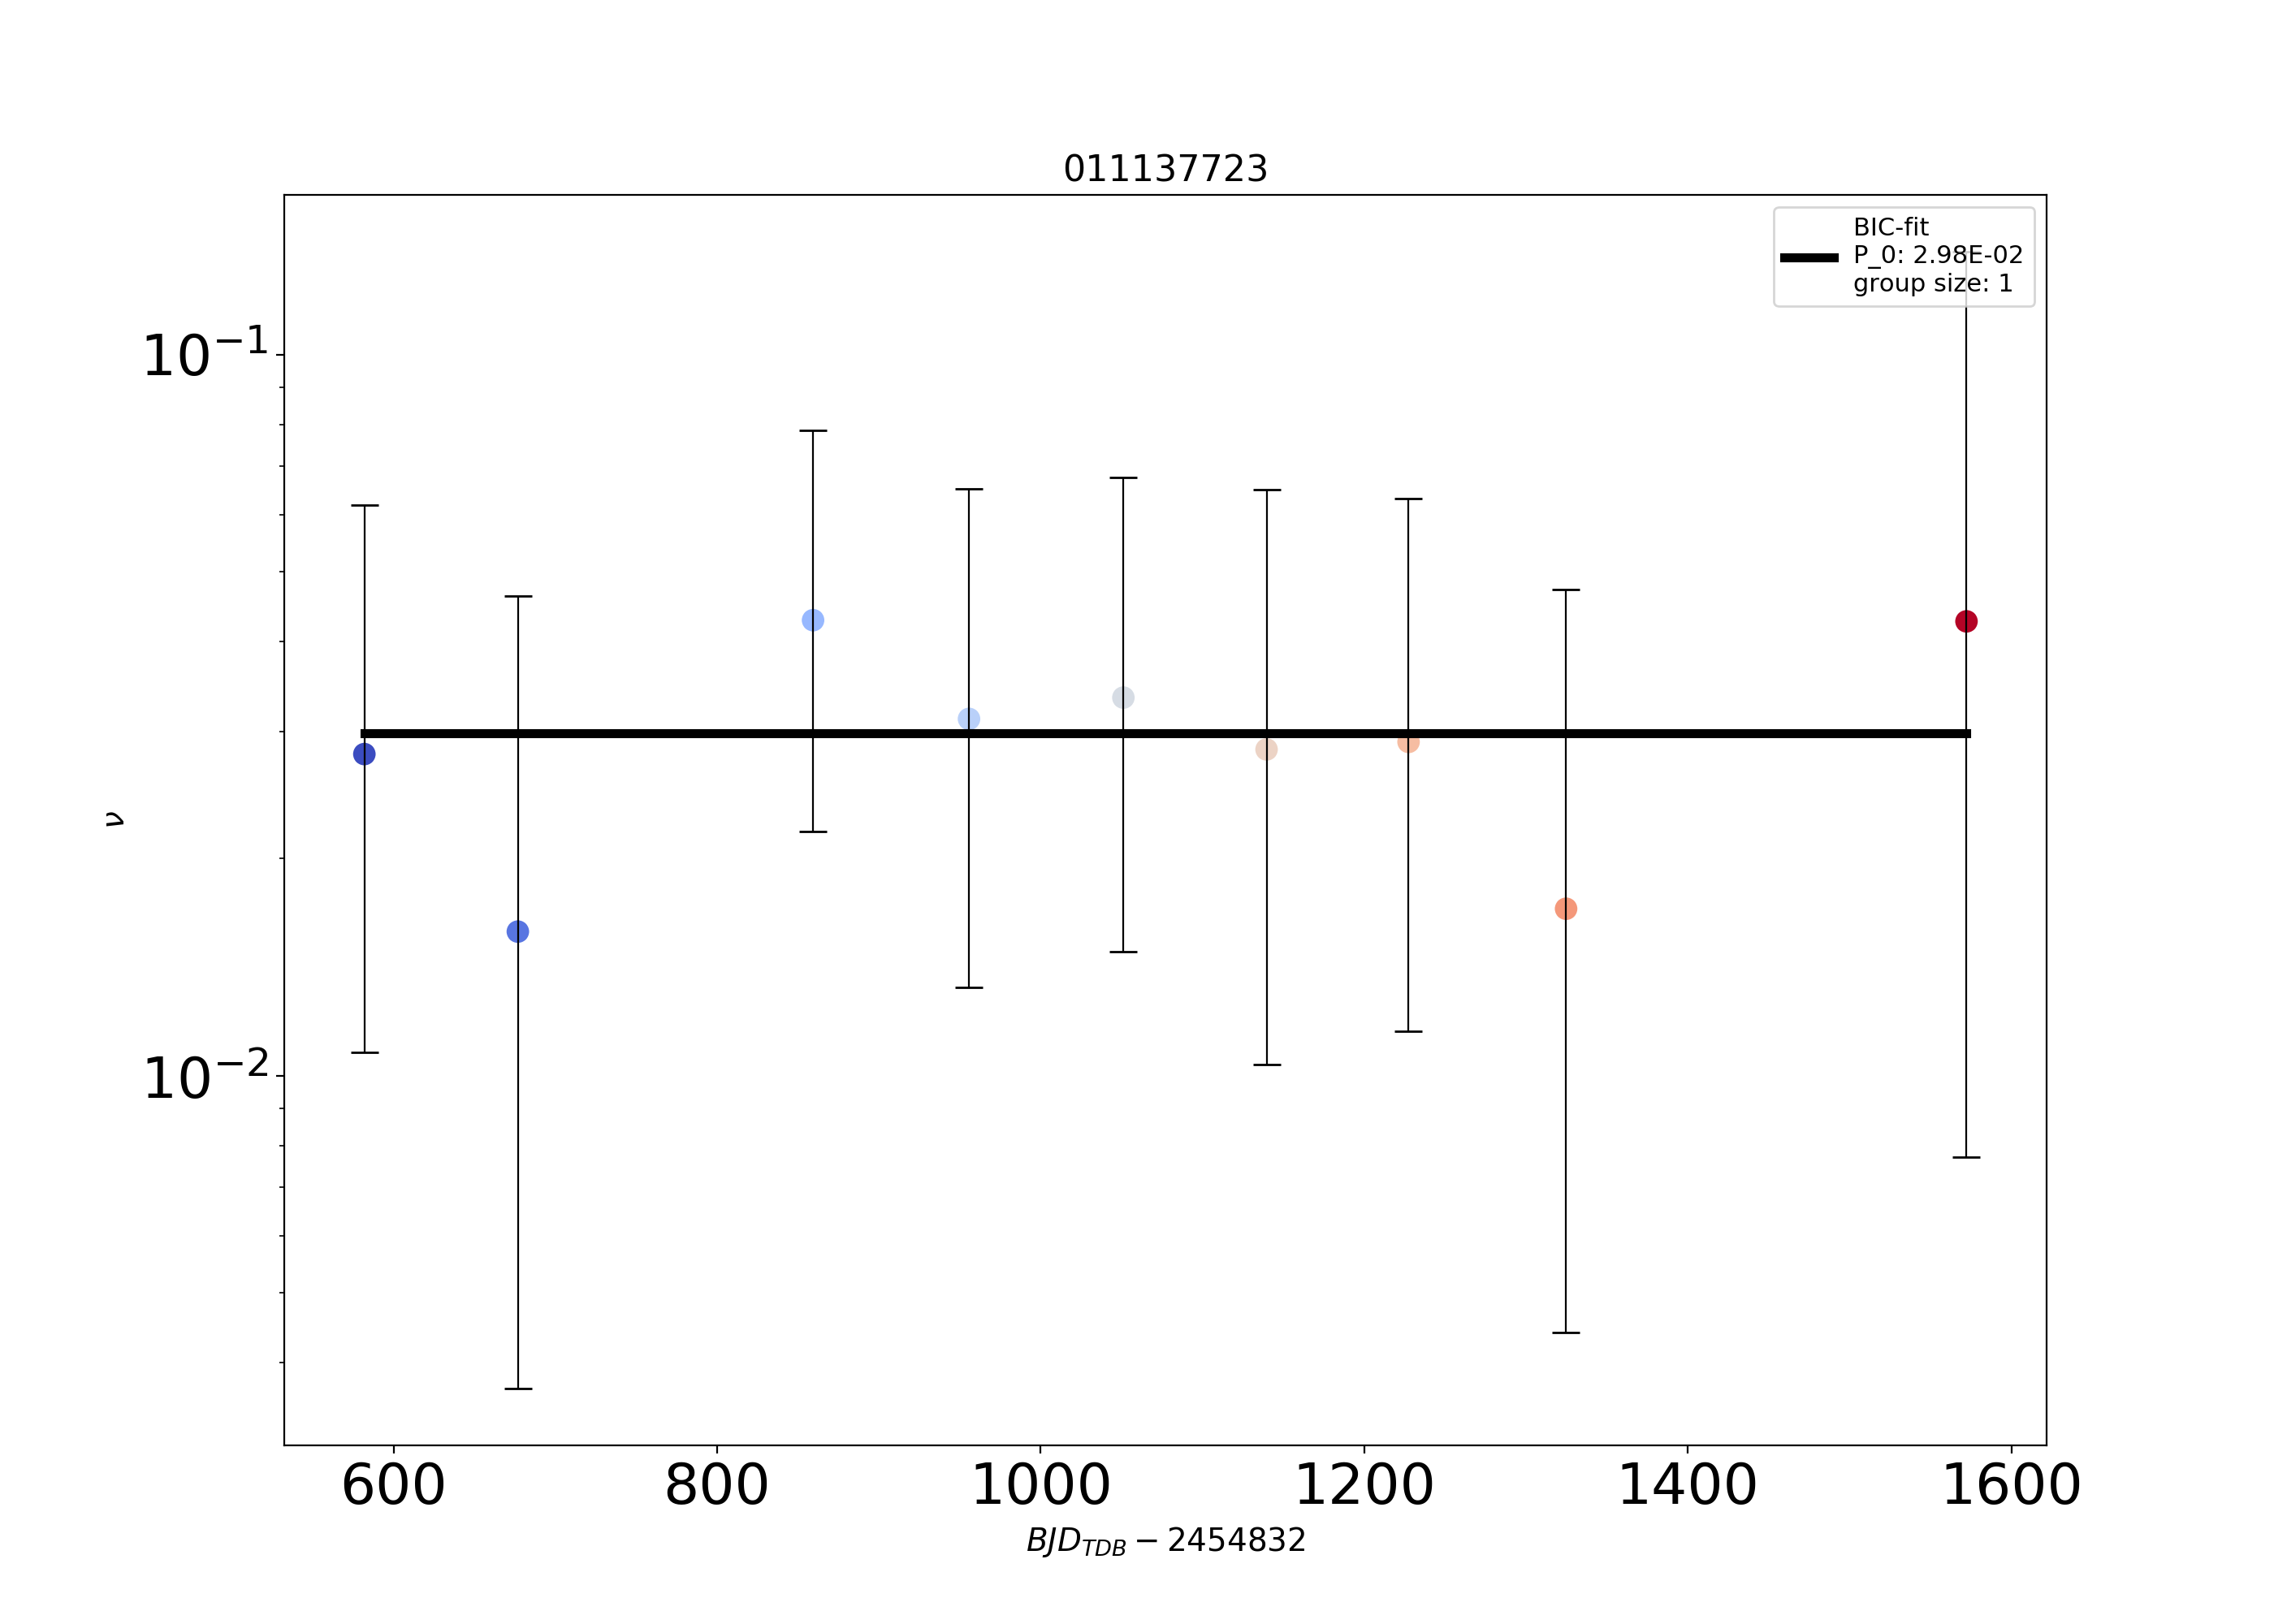 011137723
BIC-fit
P_0: 2.98E-02
group size: 1
10⁻¹
10⁻²
ν
600 800 1000 1200 1400 1600
BJD_TDB − 2454832